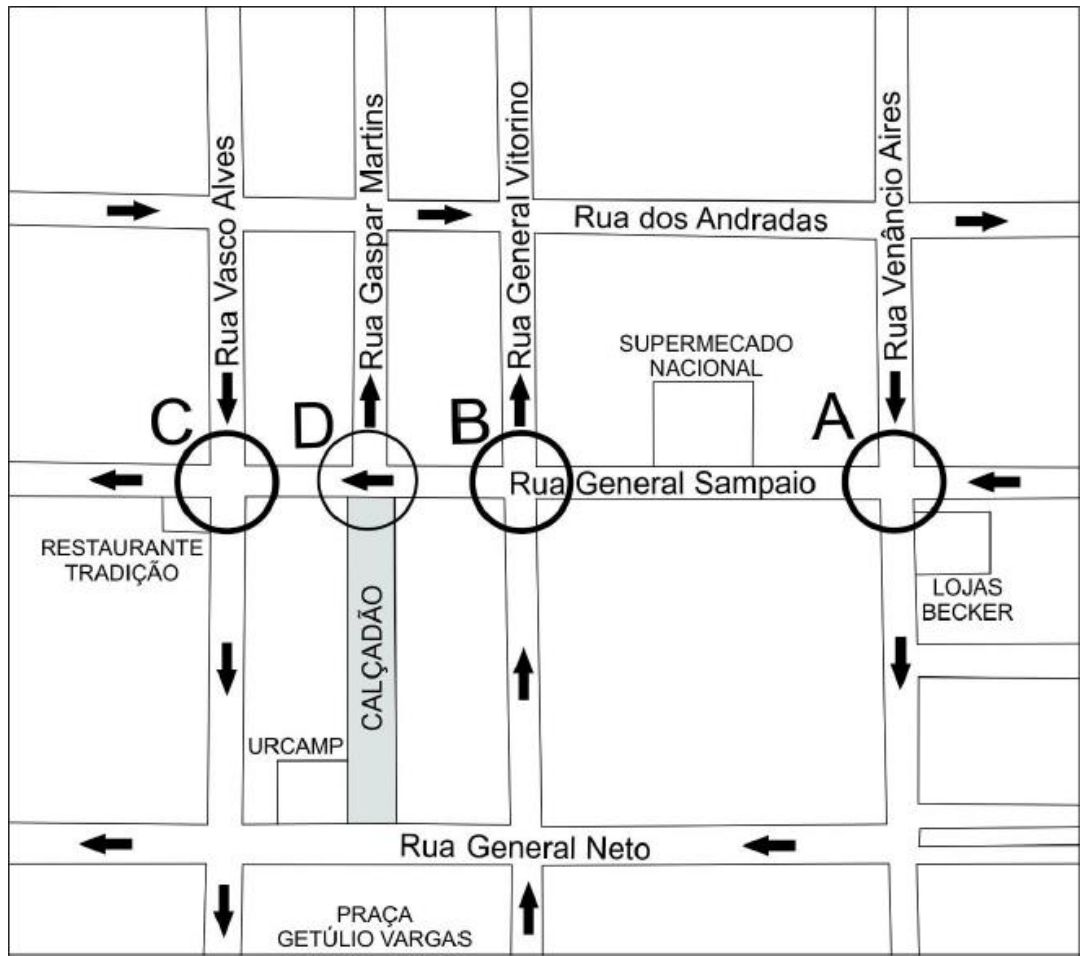 Rua Vasco Alves
Rua Gaspar Martins
Rua General Vitorino
Rua Venâncio Aires
Rua dos Andradas
SUPERMECADO
NACIONAL
C
D
B
A
Rua General Sampaio
RESTAURANTE
TRADIÇÃO
LOJAS
BECKER
CALÇADÃO
URCAMP
Rua General Neto
PRAÇA
GETÚLIO VARGAS